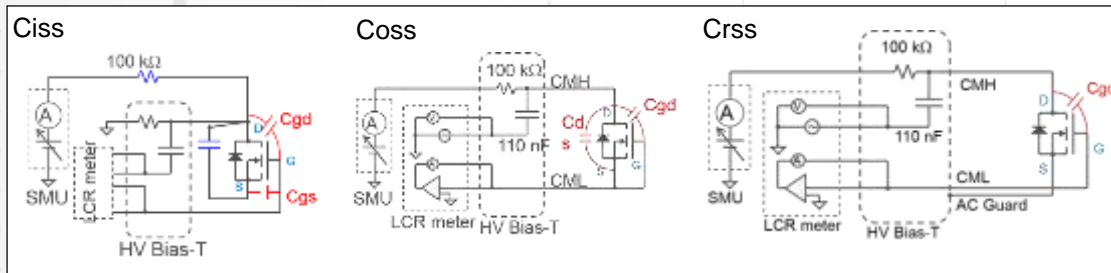 Ciss
100 kΩ
A
SMU
LCR meter
HV Bias-T
D
G
S
Cgd
Cgs
Coss
100 kΩ
CMH
A
SMU
V
A
110 nF
CML
LCR meter
HV Bias-T
Cd
s
D
G
S
Cgd
Crss
100 kΩ
CMH
A
SMU
V
A
110 nF
CML
AC Guard
LCR meter
HV Bias-T
D
G
S
Cgd